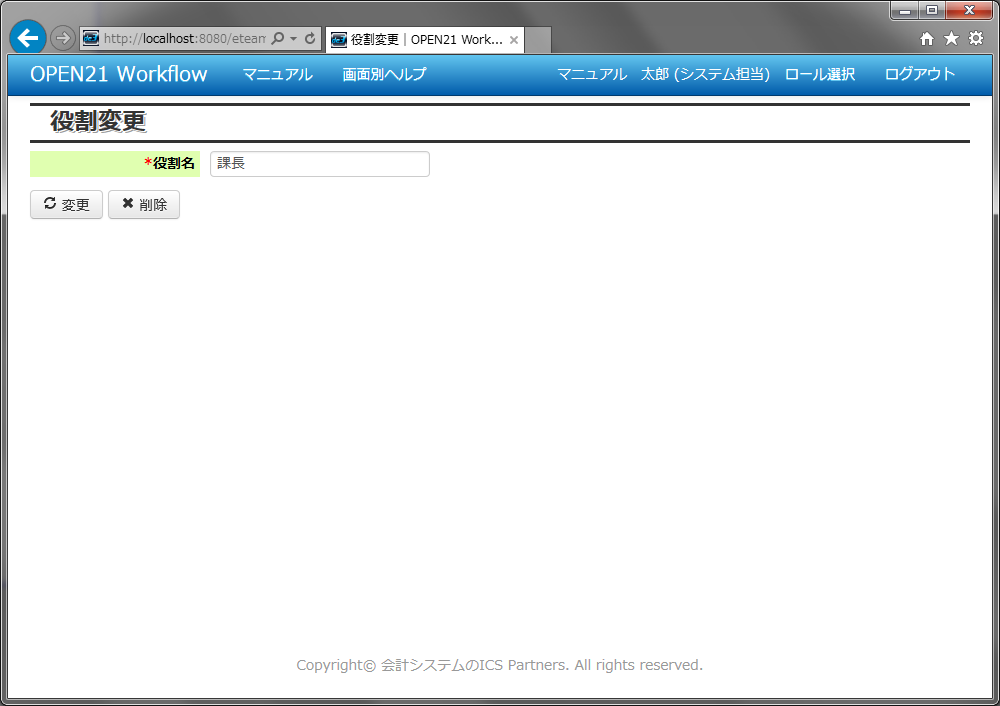 http://localhost:8080/eteam
役割変更 | OPEN21 Work...
OPEN21 Workflow マニュアル 画面別ヘルプ マニュアル 太郎 (システム担当) ロール選択 ログアウト
役割変更
*役割名 課長
変更 削除
Copyright© 会計システムのICS Partners. All rights reserved.